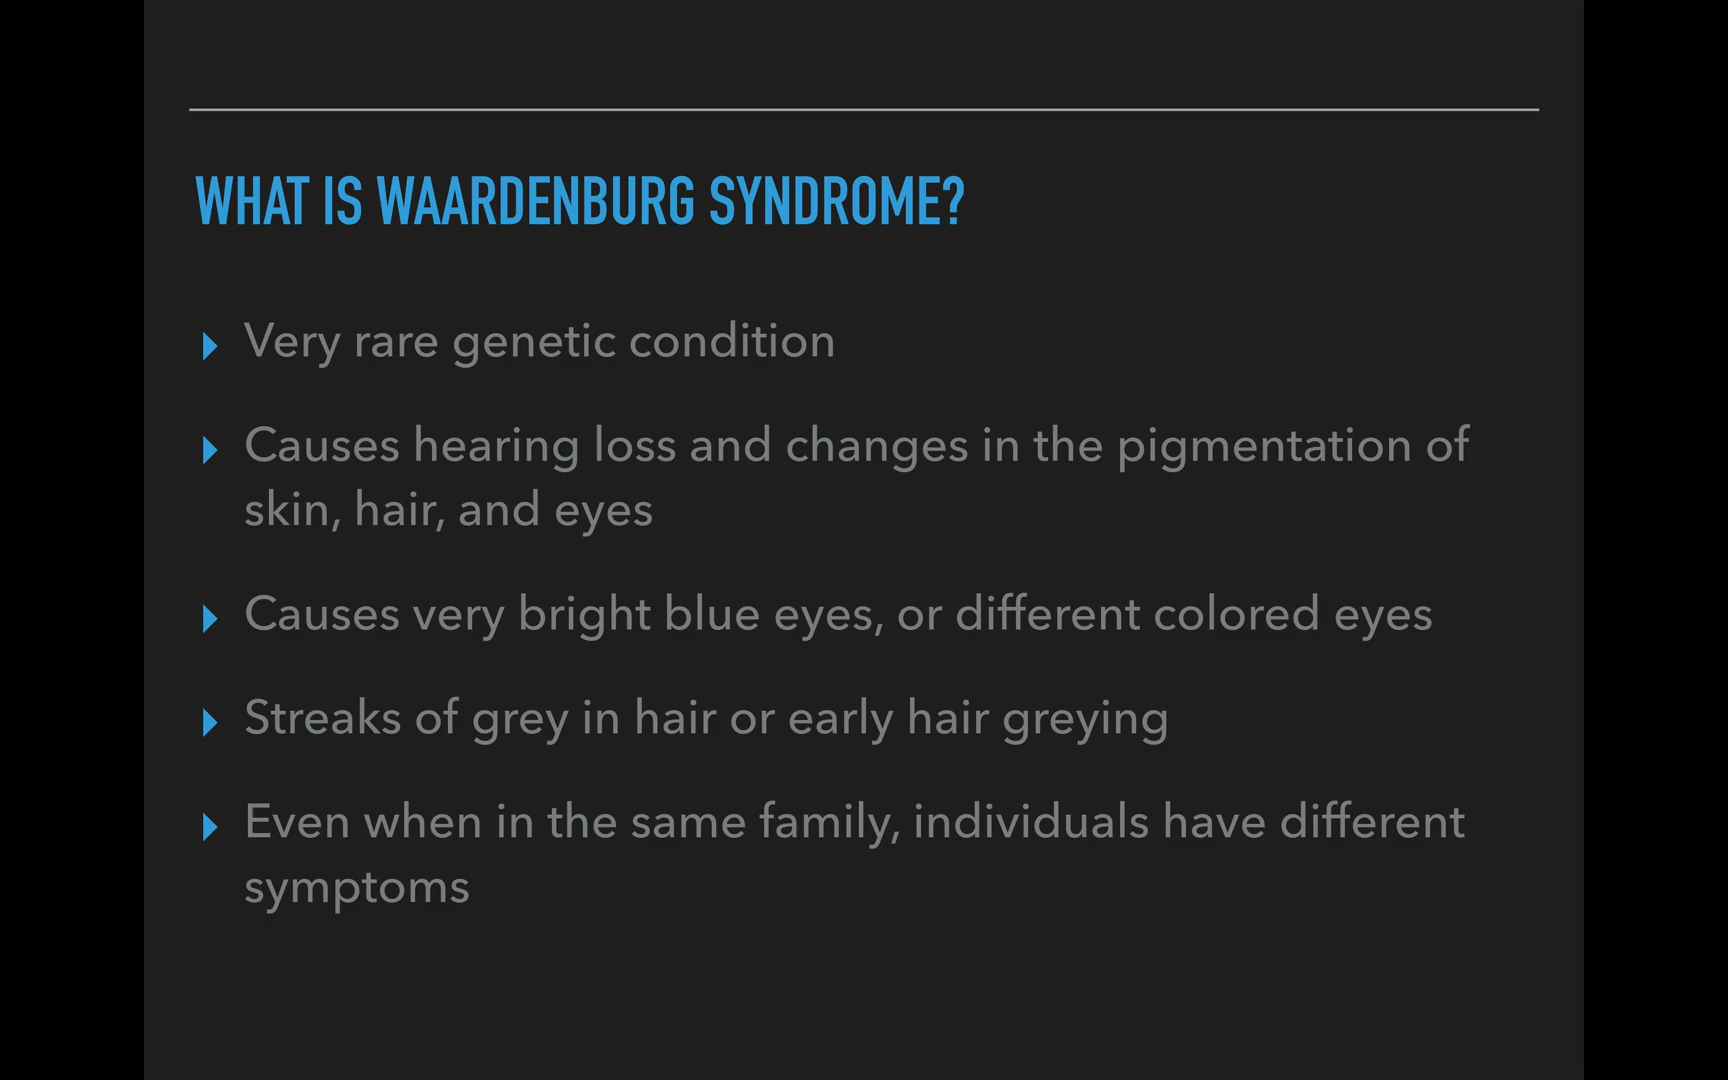 WHAT IS WAARDENBURG SYNDROME?
Very rare genetic condition
Causes hearing loss and changes in the pigmentation of
skin, hair, and eyes
Causes very bright blue eyes, or different colored eyes
Streaks of grey in hair or early hair greying
Even when in the same family, individuals have different
symptoms